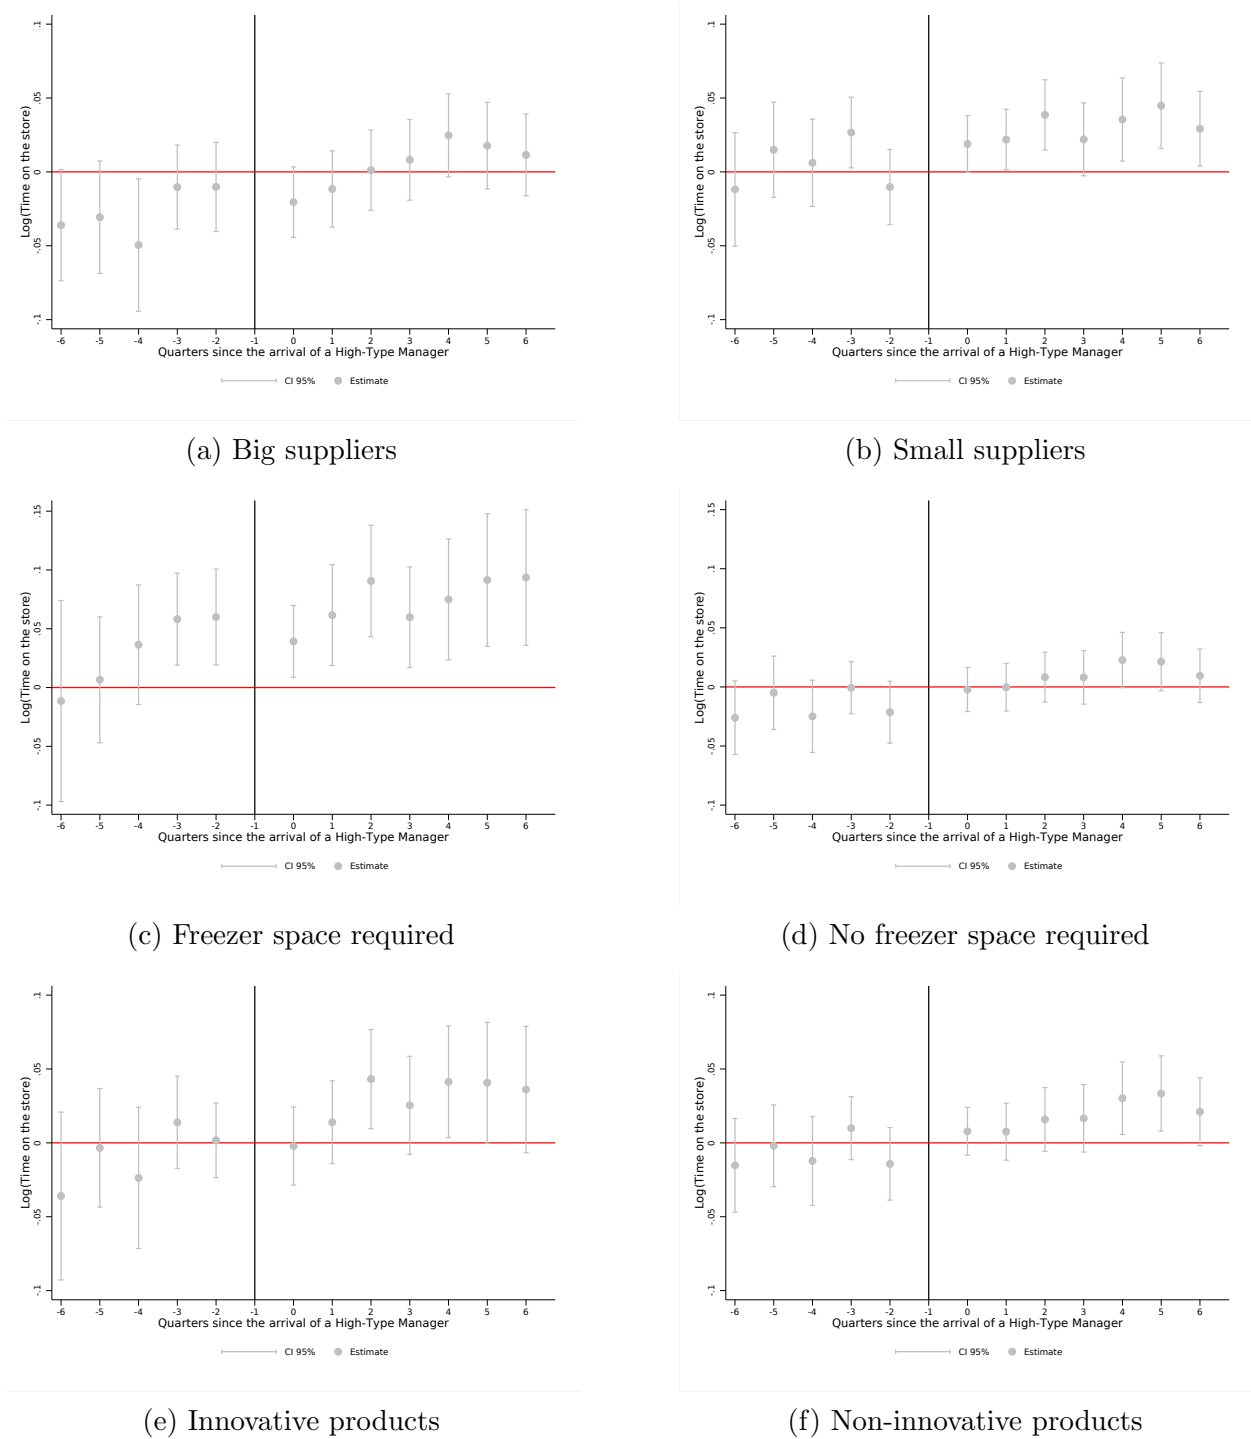 .1
.05
0
-.05
-.1
Log(Time on the store)
-6 -5 -4 -3 -2 -1 0 1 2 3 4 5 6
Quarters since the arrival of a High-Type Manager
CI 95% Estimate
(a) Big suppliers
.1
.05
0
-.05
-.1
Log(Time on the store)
-6 -5 -4 -3 -2 -1 0 1 2 3 4 5 6
Quarters since the arrival of a High-Type Manager
CI 95% Estimate
(b) Small suppliers
.15
.1
.05
0
-.05
-.1
Log(Time on the store)
-6 -5 -4 -3 -2 -1 0 1 2 3 4 5 6
Quarters since the arrival of a High-Type Manager
CI 95% Estimate
(c) Freezer space required
.15
.1
.05
0
-.05
-.1
Log(Time on the store)
-6 -5 -4 -3 -2 -1 0 1 2 3 4 5 6
Quarters since the arrival of a High-Type Manager
CI 95% Estimate
(d) No freezer space required
.1
.05
0
-.05
-.1
Log(Time on the store)
-6 -5 -4 -3 -2 -1 0 1 2 3 4 5 6
Quarters since the arrival of a High-Type Manager
CI 95% Estimate
(e) Innovative products
.1
.05
0
-.05
-.1
Log(Time on the store)
-6 -5 -4 -3 -2 -1 0 1 2 3 4 5 6
Quarters since the arrival of a High-Type Manager
CI 95% Estimate
(f) Non-innovative products